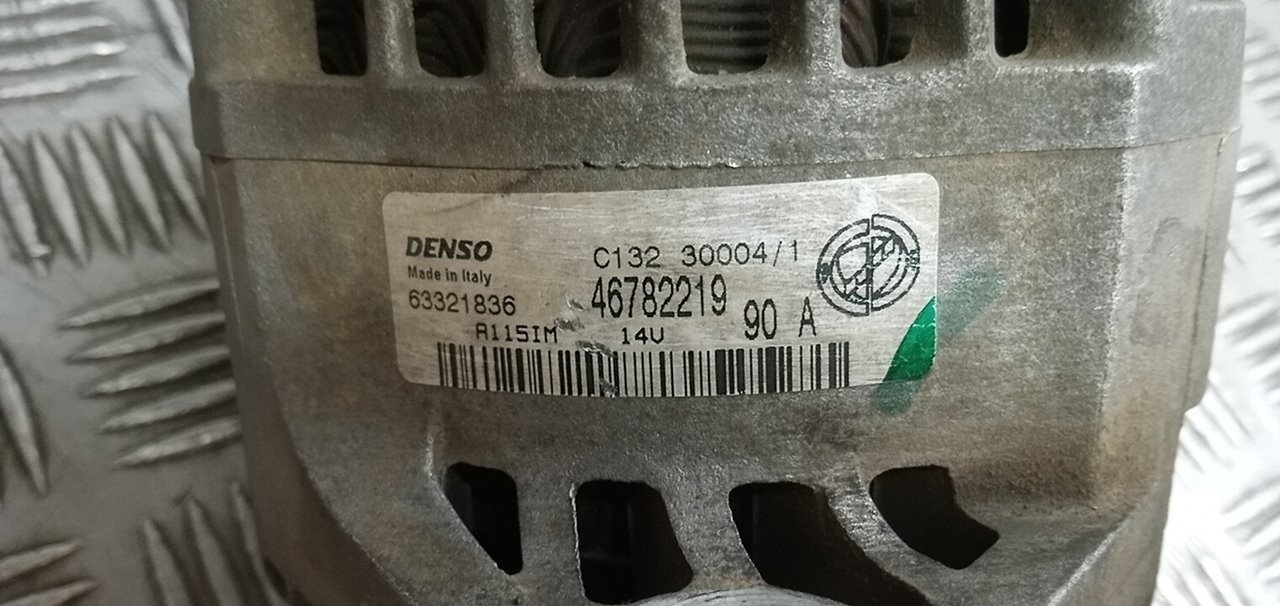 DENSO
Made in Italy
63321836
C132 30004/1
46782219
90 A
A115IM 14V